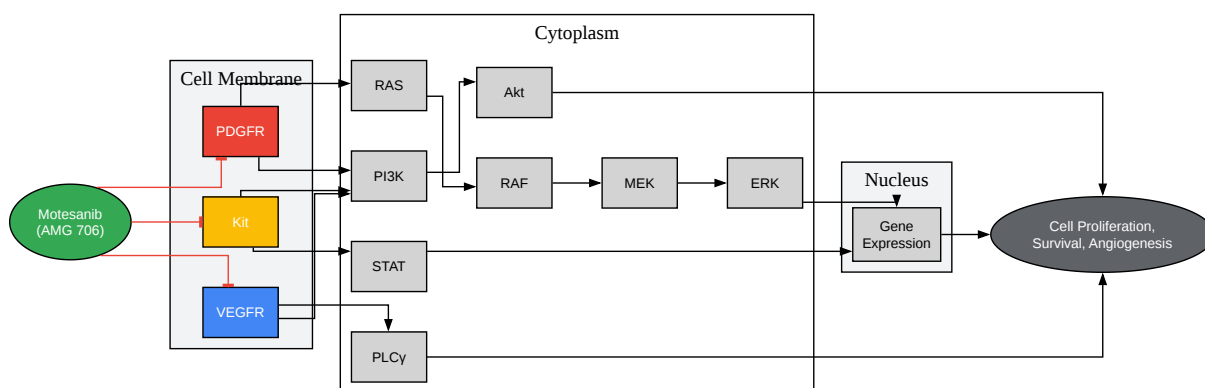 Cytoplasm
Cell Membrane
RAS
Akt
PDGFR
PI3K
RAF
MEK
ERK
Nucleus
Motesanib
(AMG 706)
Kit
Gene
Expression
Cell Proliferation,
Survival, Angiogenesis
STAT
VEGFR
PLCγ